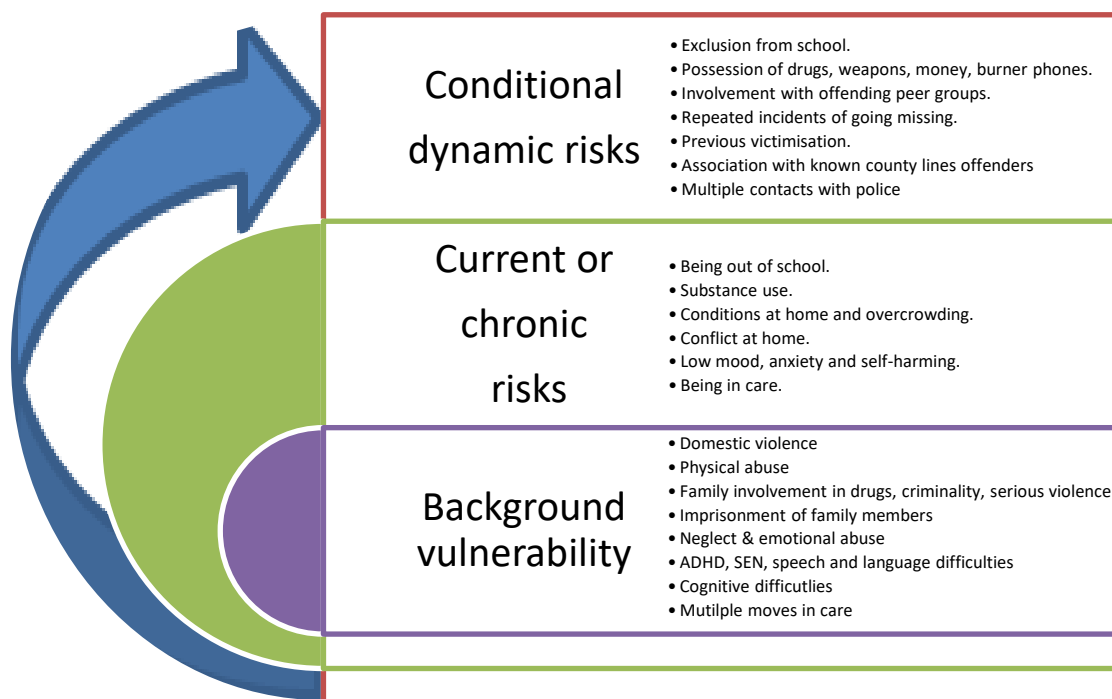 Conditional
dynamic risks
• Exclusion from school.
• Possession of drugs, weapons, money, burner phones.
• Involvement with offending peer groups.
• Repeated incidents of going missing.
• Previous victimisation.
• Association with known county lines offenders
• Multiple contacts with police
Current or
chronic
risks
• Being out of school.
• Substance use.
• Conditions at home and overcrowding.
• Conflict at home.
• Low mood, anxiety and self-harming.
• Being in care.
Background
vulnerability
• Domestic violence
• Physical abuse
• Family involvement in drugs, criminality, serious violence
• Imprisonment of family members
• Neglect & emotional abuse
• ADHD, SEN, speech and language difficulties
• Cognitive difficutlies
• Mutilple moves in care